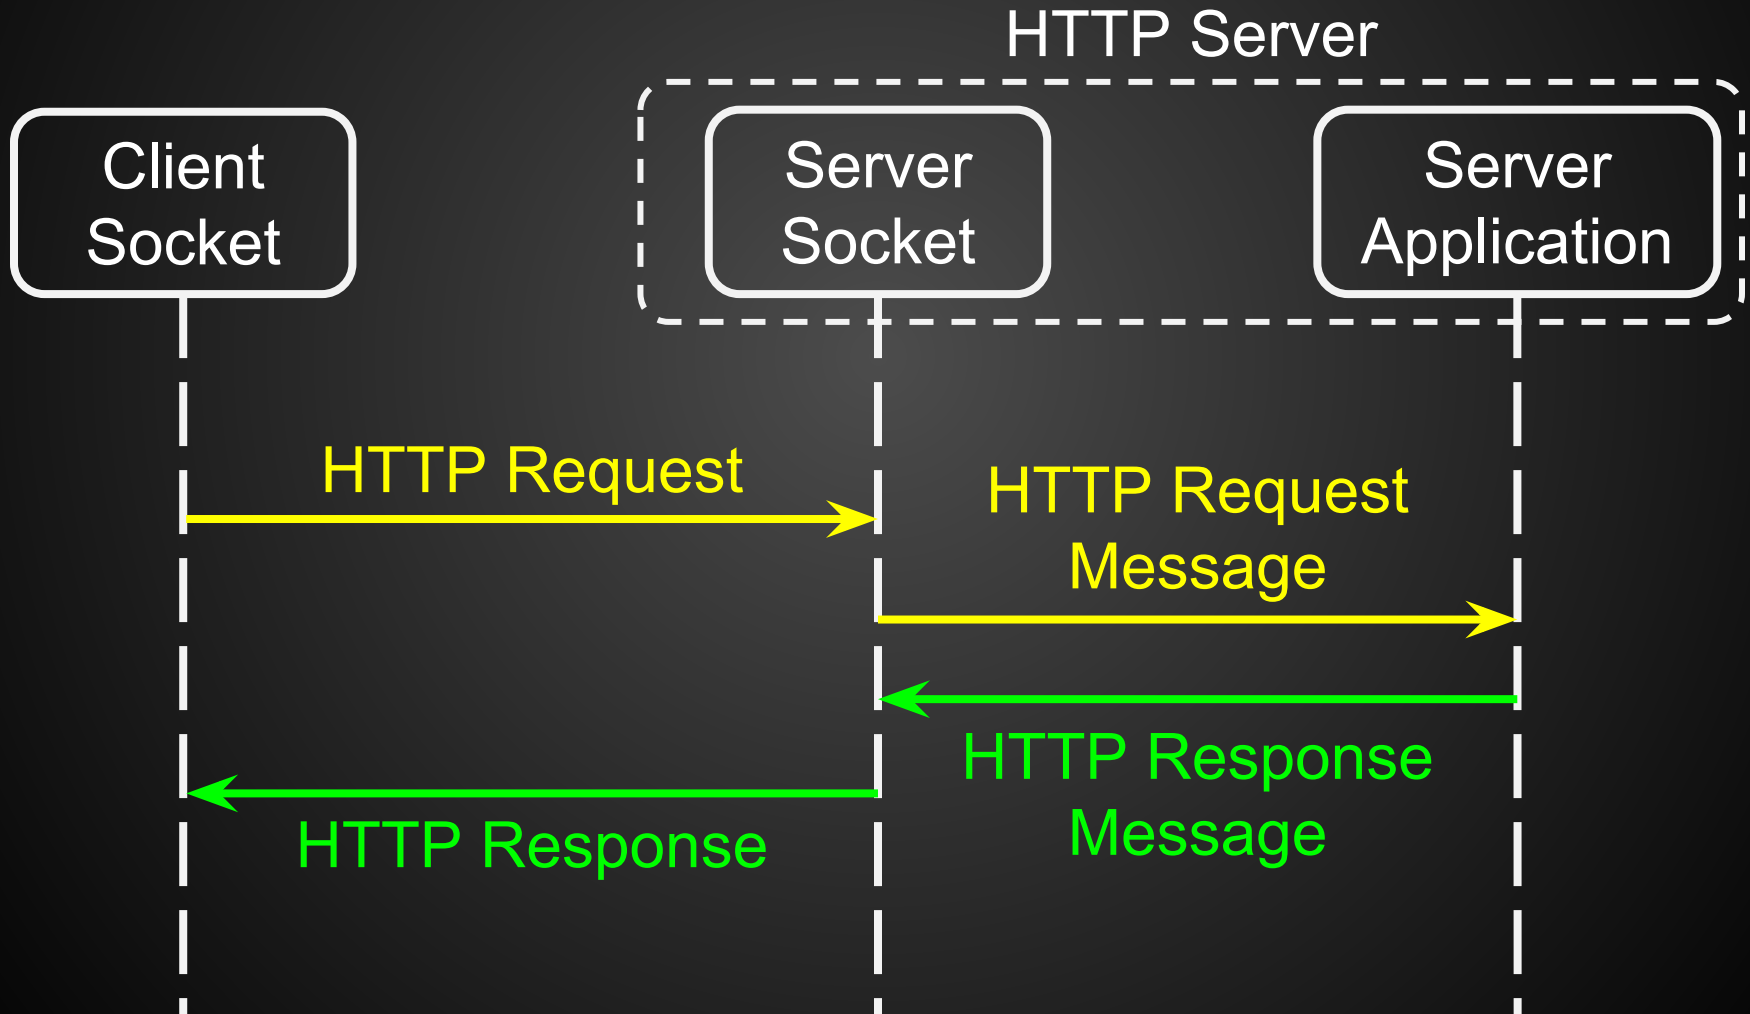 HTTP Server
Client
Socket
Server
Socket
Server
Application
HTTP Request
HTTP Request
Message
HTTP Response
Message
HTTP Response